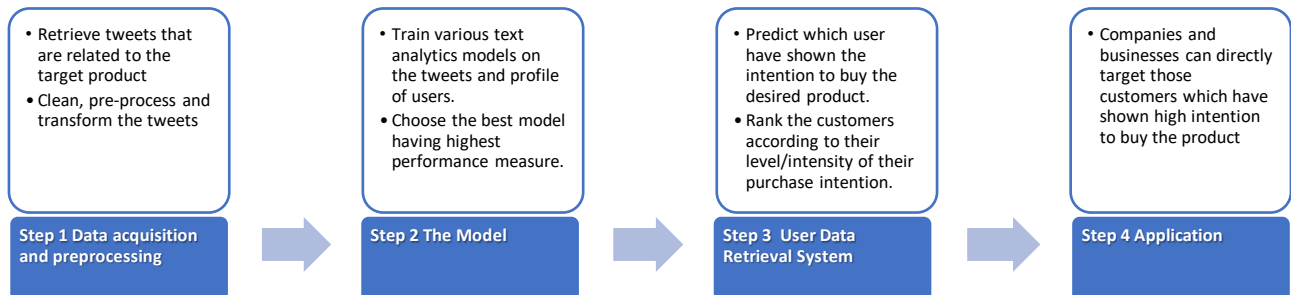 • Retrieve tweets that
are related to the
target product
• Clean, pre-process and
transform the tweets
Step 1 Data acquisition
and preprocessing
• Train various text
analytics models on
the tweets and profile
of users.
• Choose the best model
having highest
performance measure.
Step 2 The Model
• Predict which user
have shown the
intention to buy the
desired product.
• Rank the customers
according to their
level/intensity of their
purchase intention.
Step 3 User Data
Retrieval System
• Companies and
businesses can directly
target those
customers which have
shown high intention
to buy the product
Step 4 Application